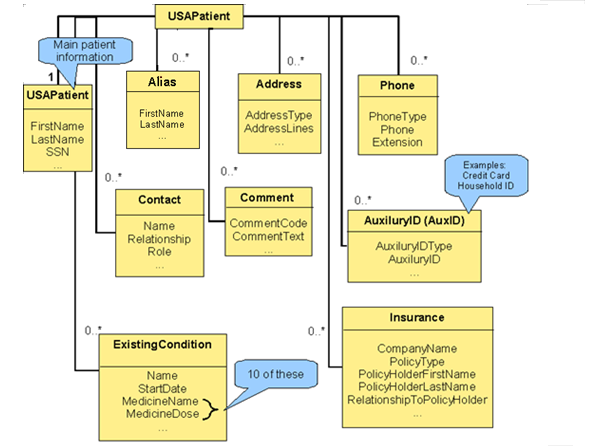 USAPatient
Main patient
information
0..*
0..*
0..*
0..*
1
USAPatient
FirstName
LastName
SSN
...
Alias
FirstName
LastName
...
Address
AddressType
AddressLines
...
Phone
PhoneType
Phone
Extension
...
Examples:
Credit Card
Household ID
0..*
0..*
Contact
Name
Relationship
Role
...
Comment
CommentCode
CommentText
...
AuxiluryID (AuxID)
AuxiluryIDType
AuxiluryID
...
0..*
0..*
ExistingCondition
Name
StartDate
MedicineName
MedicineDose
...
10 of these
Insurance
CompanyName
PolicyType
PolicyHolderFirstName
PolicyHolderLastName
RelationshipToPolicyHolder
...